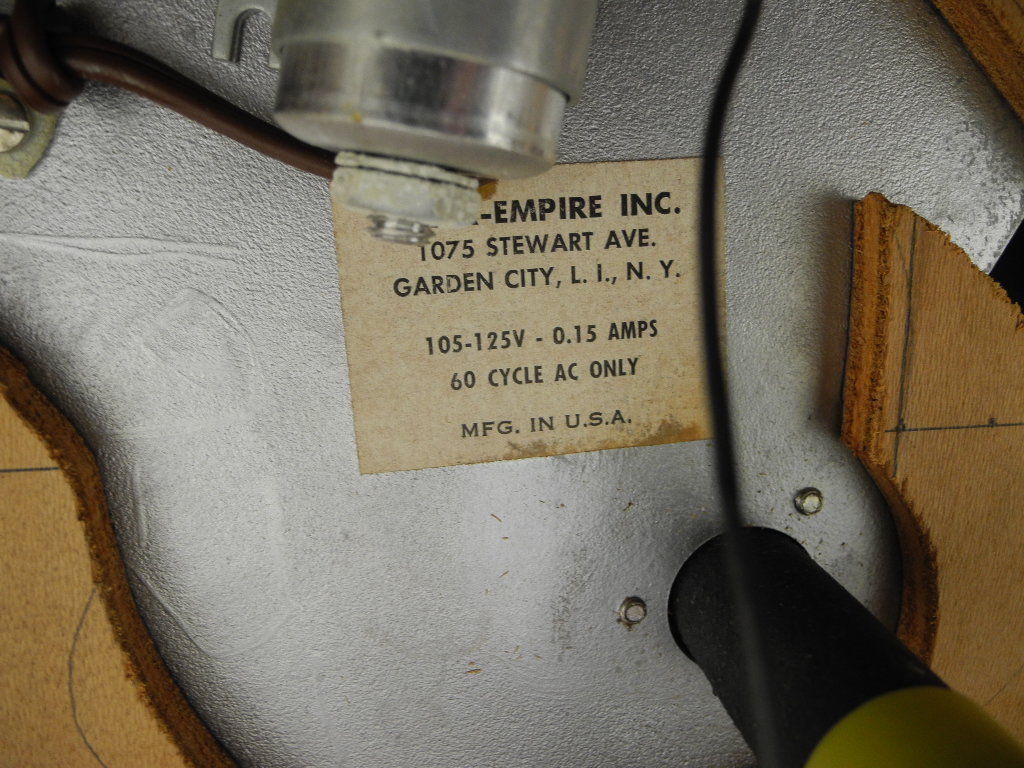 -EMPIRE INC.
1075 STEWART AVE.
GARDEN CITY, L. I., N. Y.
105-125V - 0.15 AMPS
60 CYCLE AC ONLY
MFG. IN U.S.A.